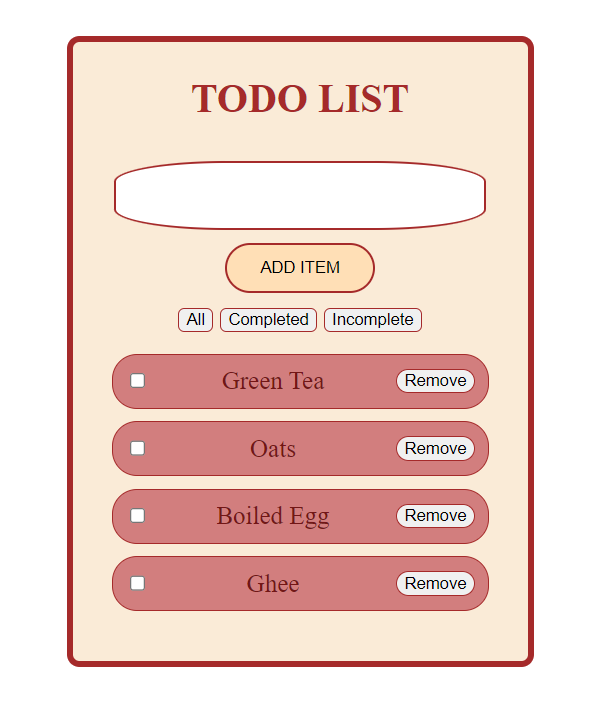 TODO LIST
ADD ITEM
All Completed Incomplete
Green Tea Remove
Oats Remove
Boiled Egg Remove
Ghee Remove